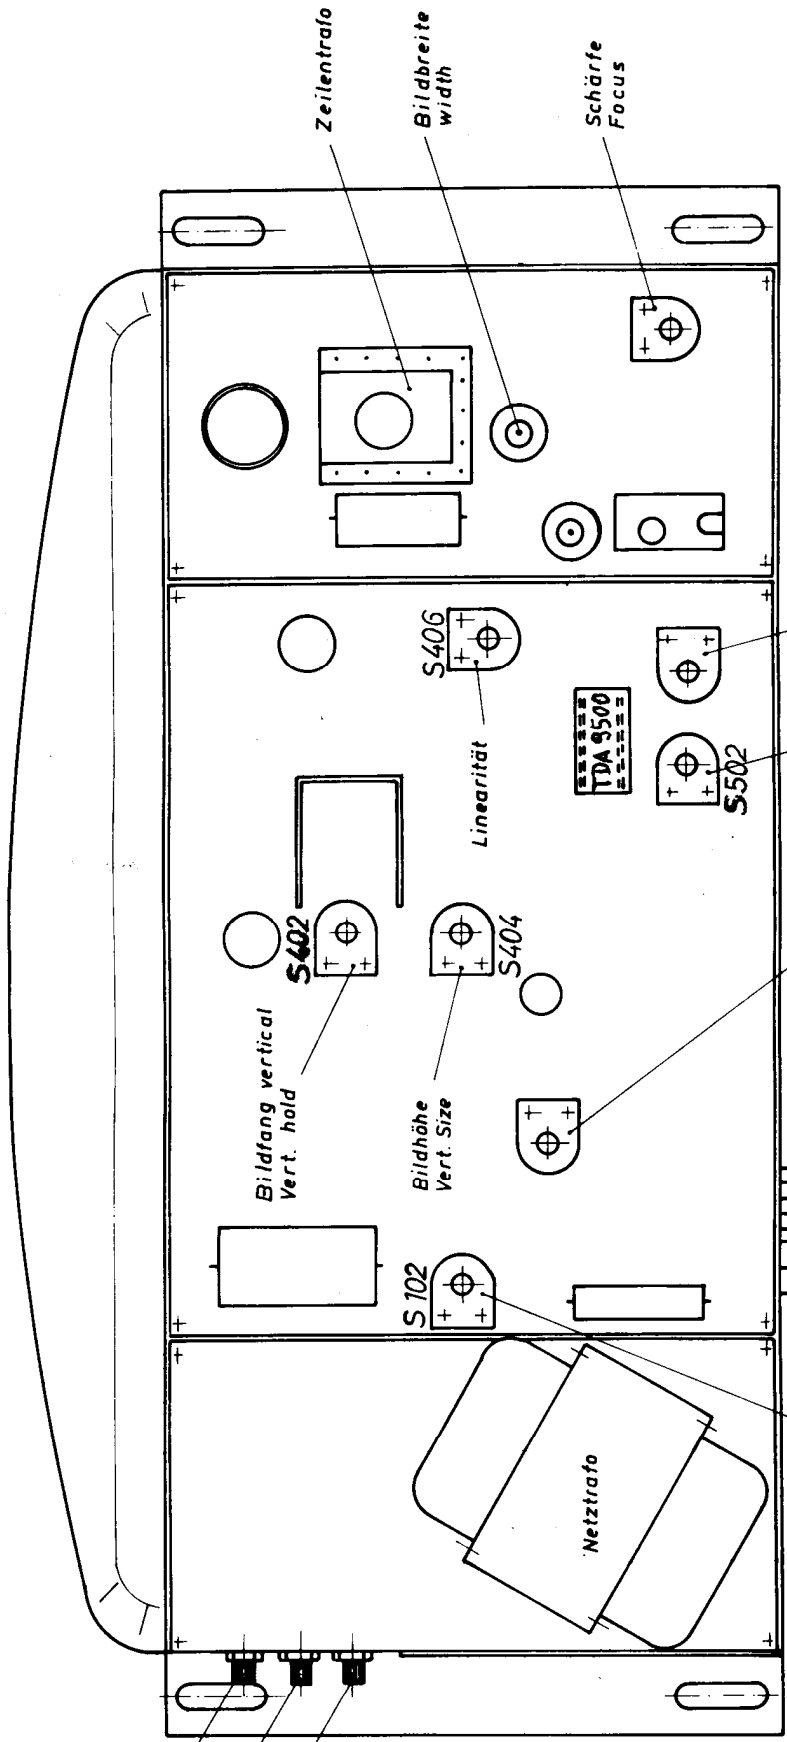 Zeilentrafo
Bildbreite
width
Schärfe
Focus
S406
Linearität
TDA 9500
S502
S402
S404
Bildfang vertical
Vert. hold
Bildhöhe
Vert. Size
S 102
Netztrafo